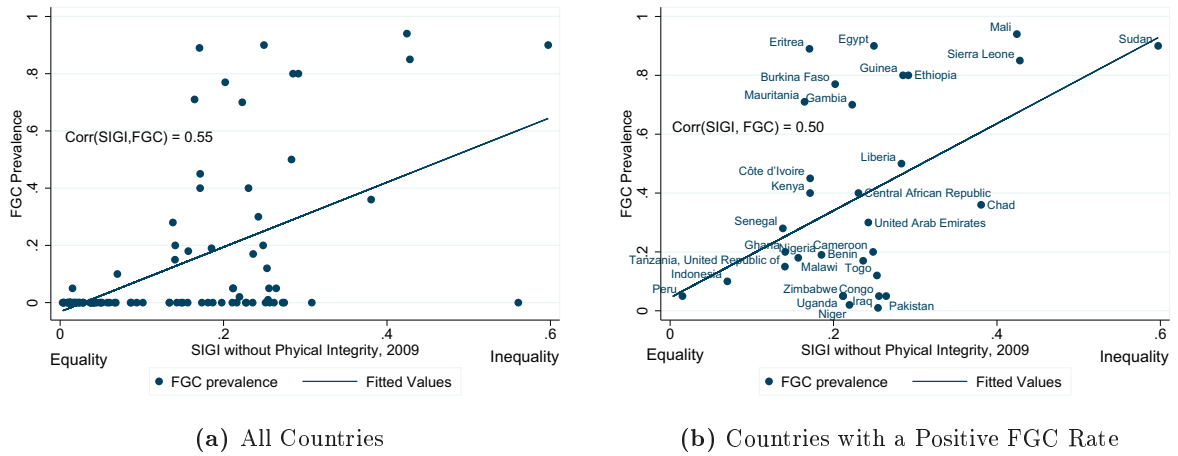 1
.8
.6
.4
.2
0
FGC Prevalence
Corr(SIGI,FGC) = 0.55
0
.2
.4
.6
Equality
SIGI without Phyical Integrity, 2009
Inequality
FGC prevalence
Fitted Values
(a) All Countries
1
.8
.6
.4
.2
0
FGC Prevalence
Mali
Eritrea
Egypt
Sudan
Sierra Leone
Guinea
Ethiopia
Burkina Faso
Mauritania
Gambia
Corr(SIGI, FGC) = 0.50
Liberia
Côte d'Ivoire
Kenya
Central African Republic
Chad
Senegal
United Arab Emirates
Ghana
Nigeria
Cameroon
Benin
Tanzania, United Republic of
Malawi
Togo
Indonesia
Peru
Zimbabwe
Congo
Uganda
Iraq
Pakistan
Niger
0
.2
.4
.6
Equality
SIGI without Phyical Integrity, 2009
Inequality
FGC prevalence
Fitted Values
(b) Countries with a Positive FGC Rate